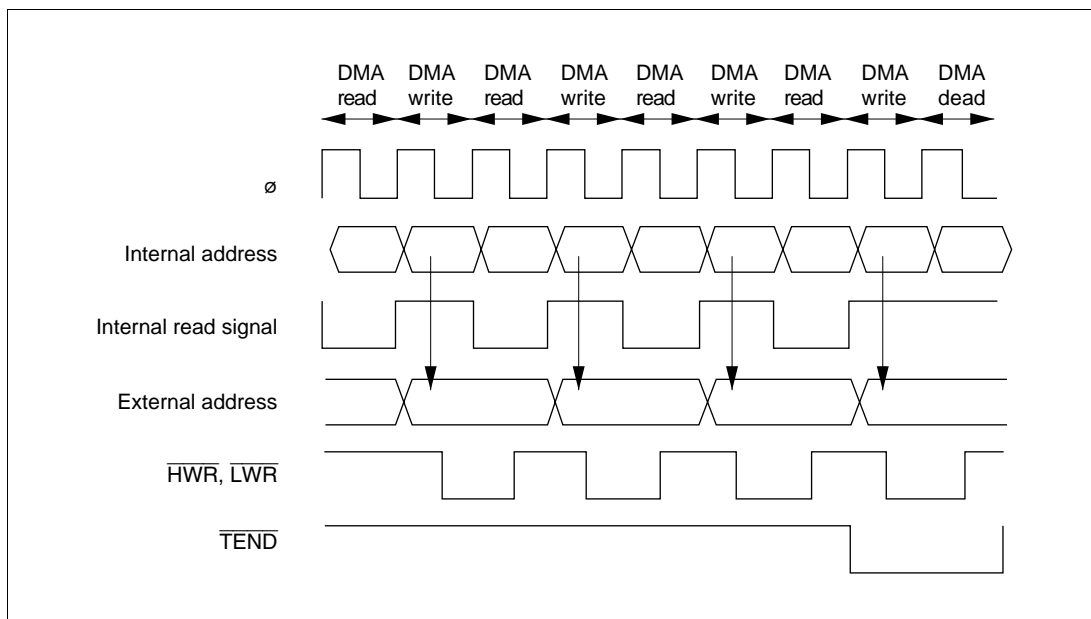 DMA read DMA write DMA read DMA write DMA read DMA write DMA read DMA write DMA dead
ø
Internal address
Internal read signal
External address
HWR, LWR
TEND